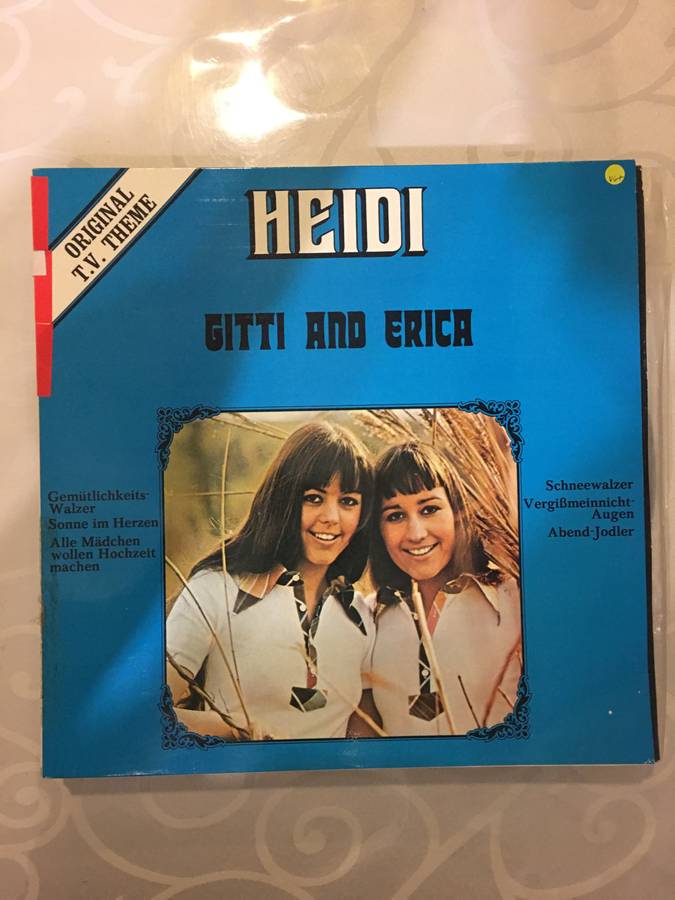 ORIGINAL
T.V. THEME
HEIDI
GITTI AND ERICA
Gemütlichkeits-
Walzer
Sonne im Herzen
Alle Mädchen
wollen Hochzeit
machen
Schneewalzer
Vergißmeinnicht-
Augen
Abend-Jodler